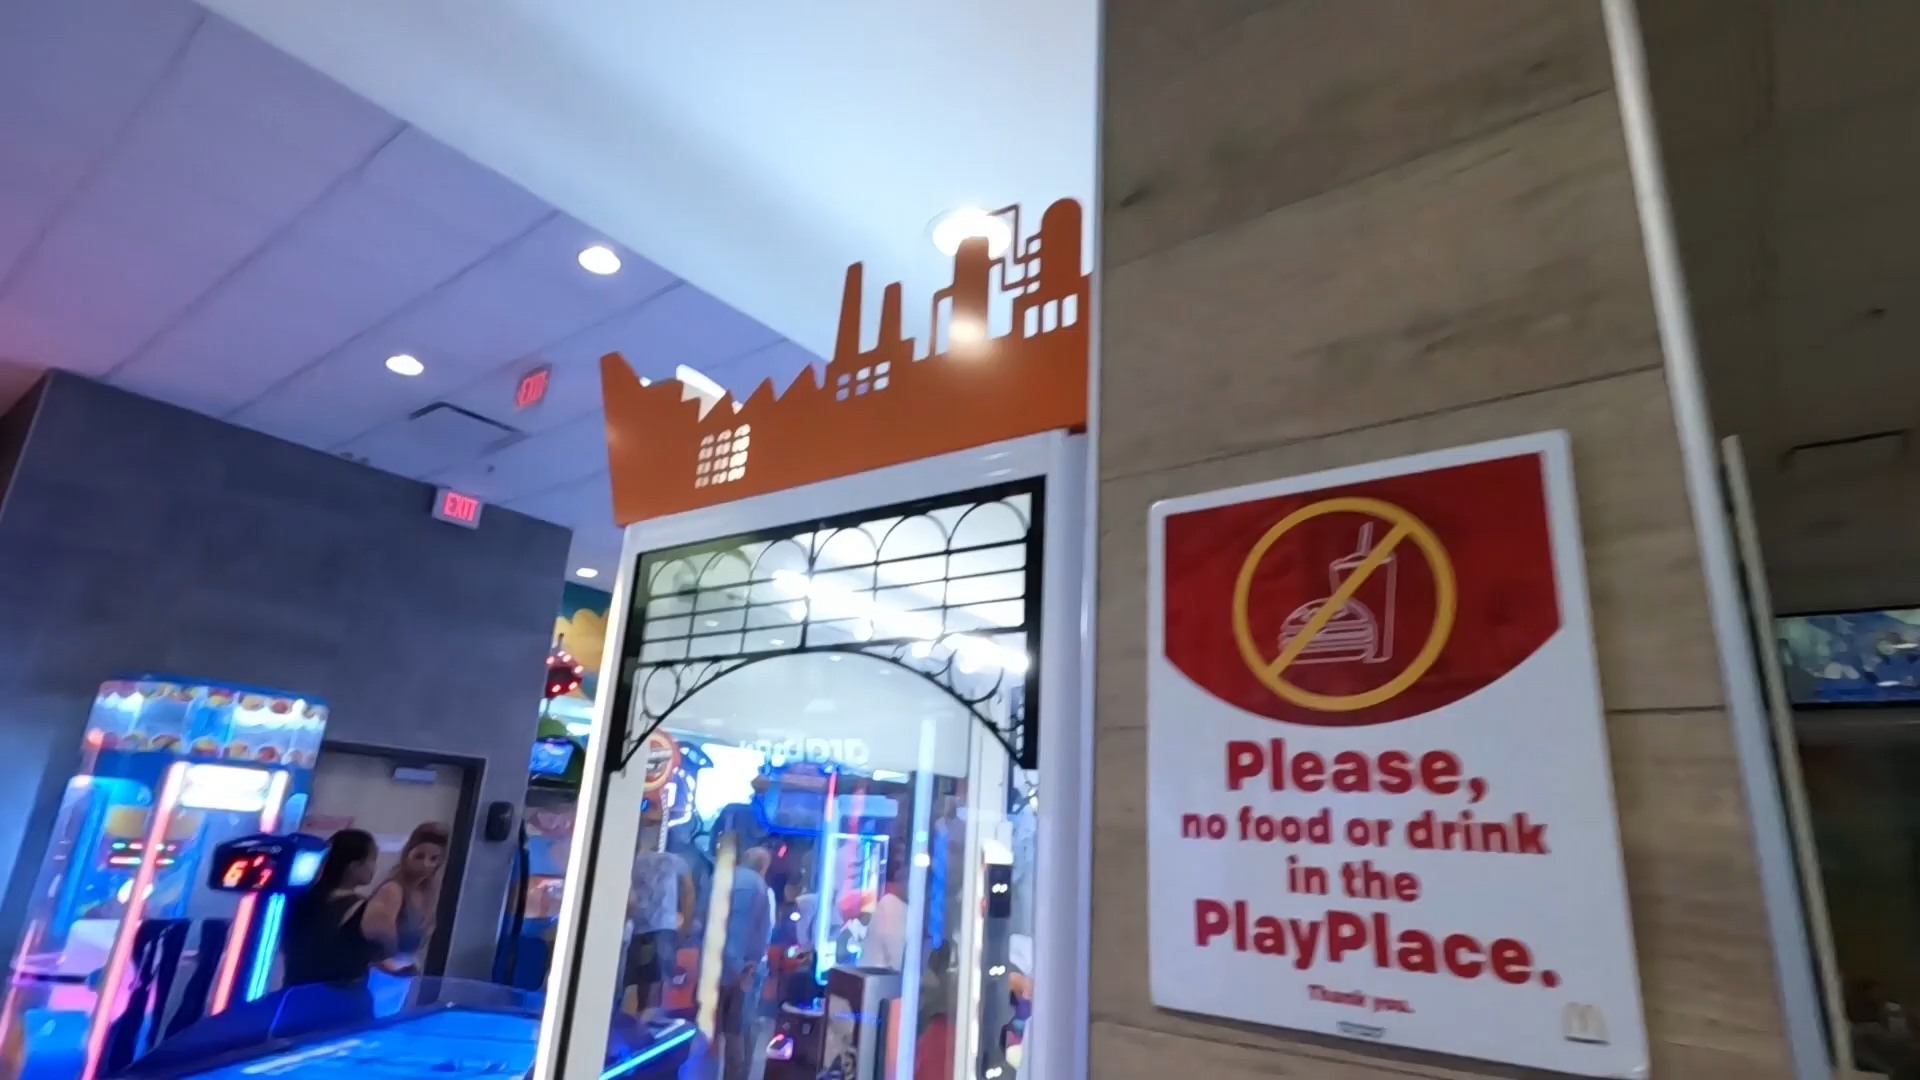 EXIT
EXIT
Please,
no food or drink
in the
PlayPlace.
Thank you.